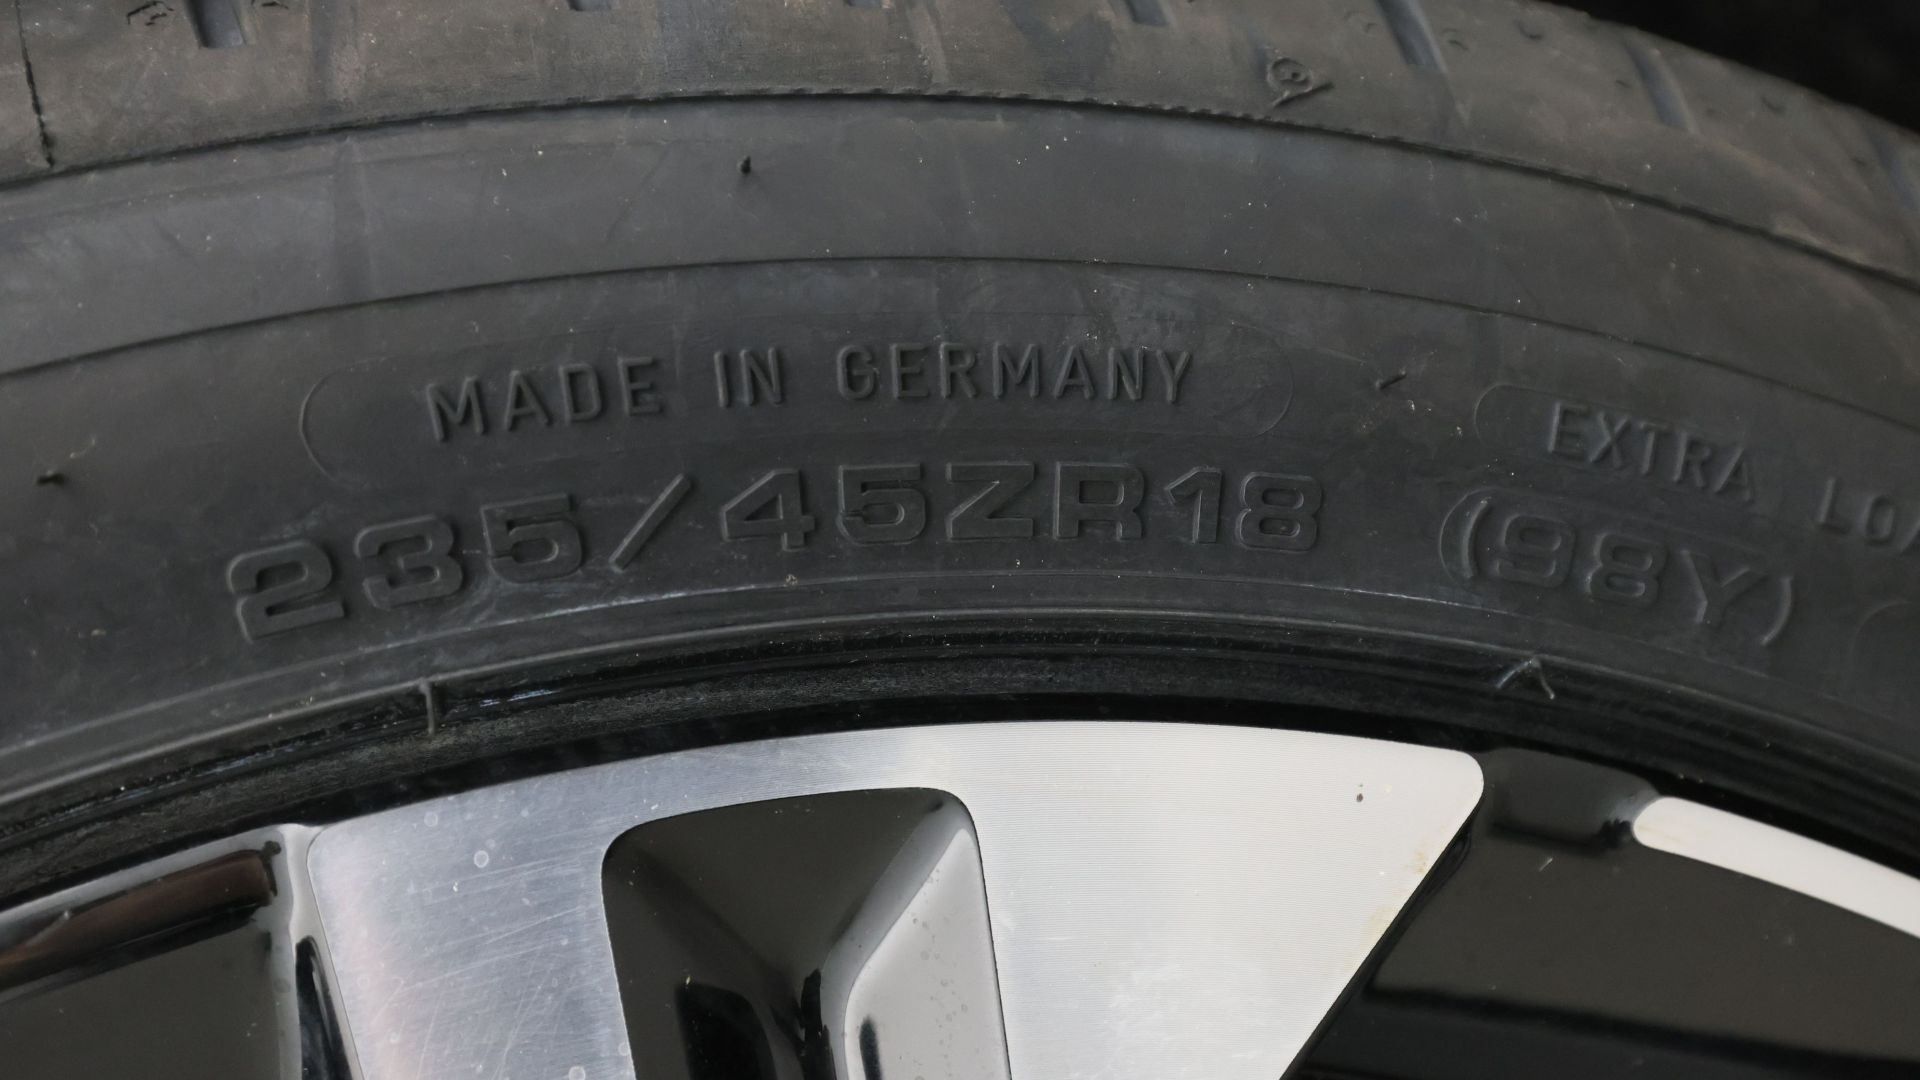 MADE IN GERMANY
EXTRA
235/45ZR18 (98Y)